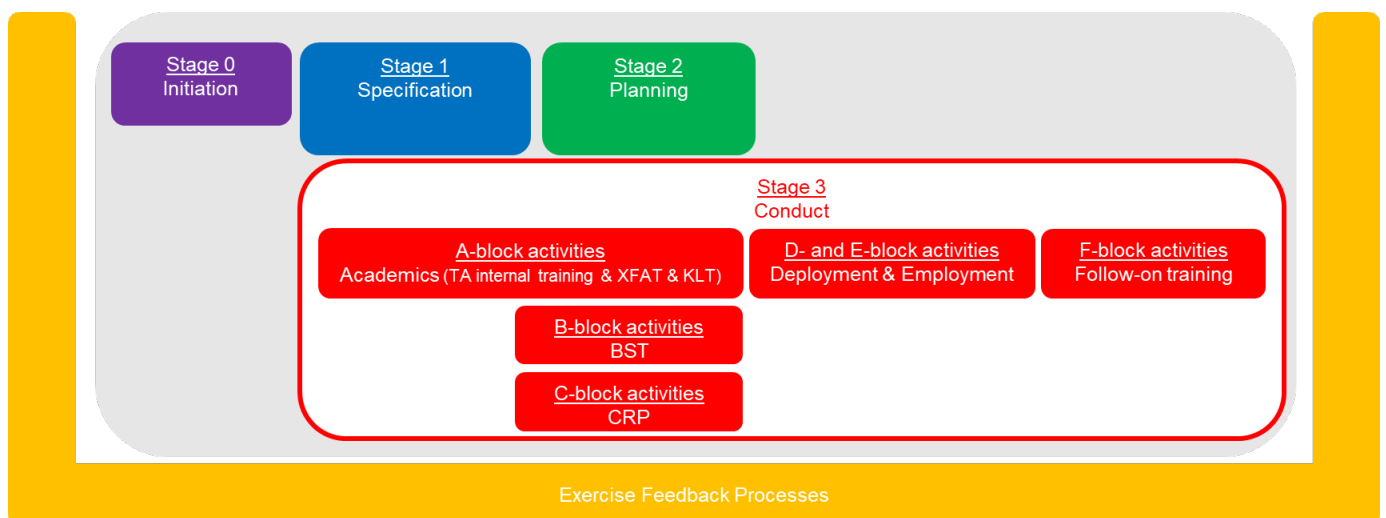 Stage 0
Initiation
Stage 1
Specification
Stage 2
Planning
Stage 3
Conduct
A-block activities
Academics (TA internal training & XFAT & KLT)
D- and E-block activities
Deployment & Employment
F-block activities
Follow-on training
B-block activities
BST
C-block activities
CRP
Exercise Feedback Processes